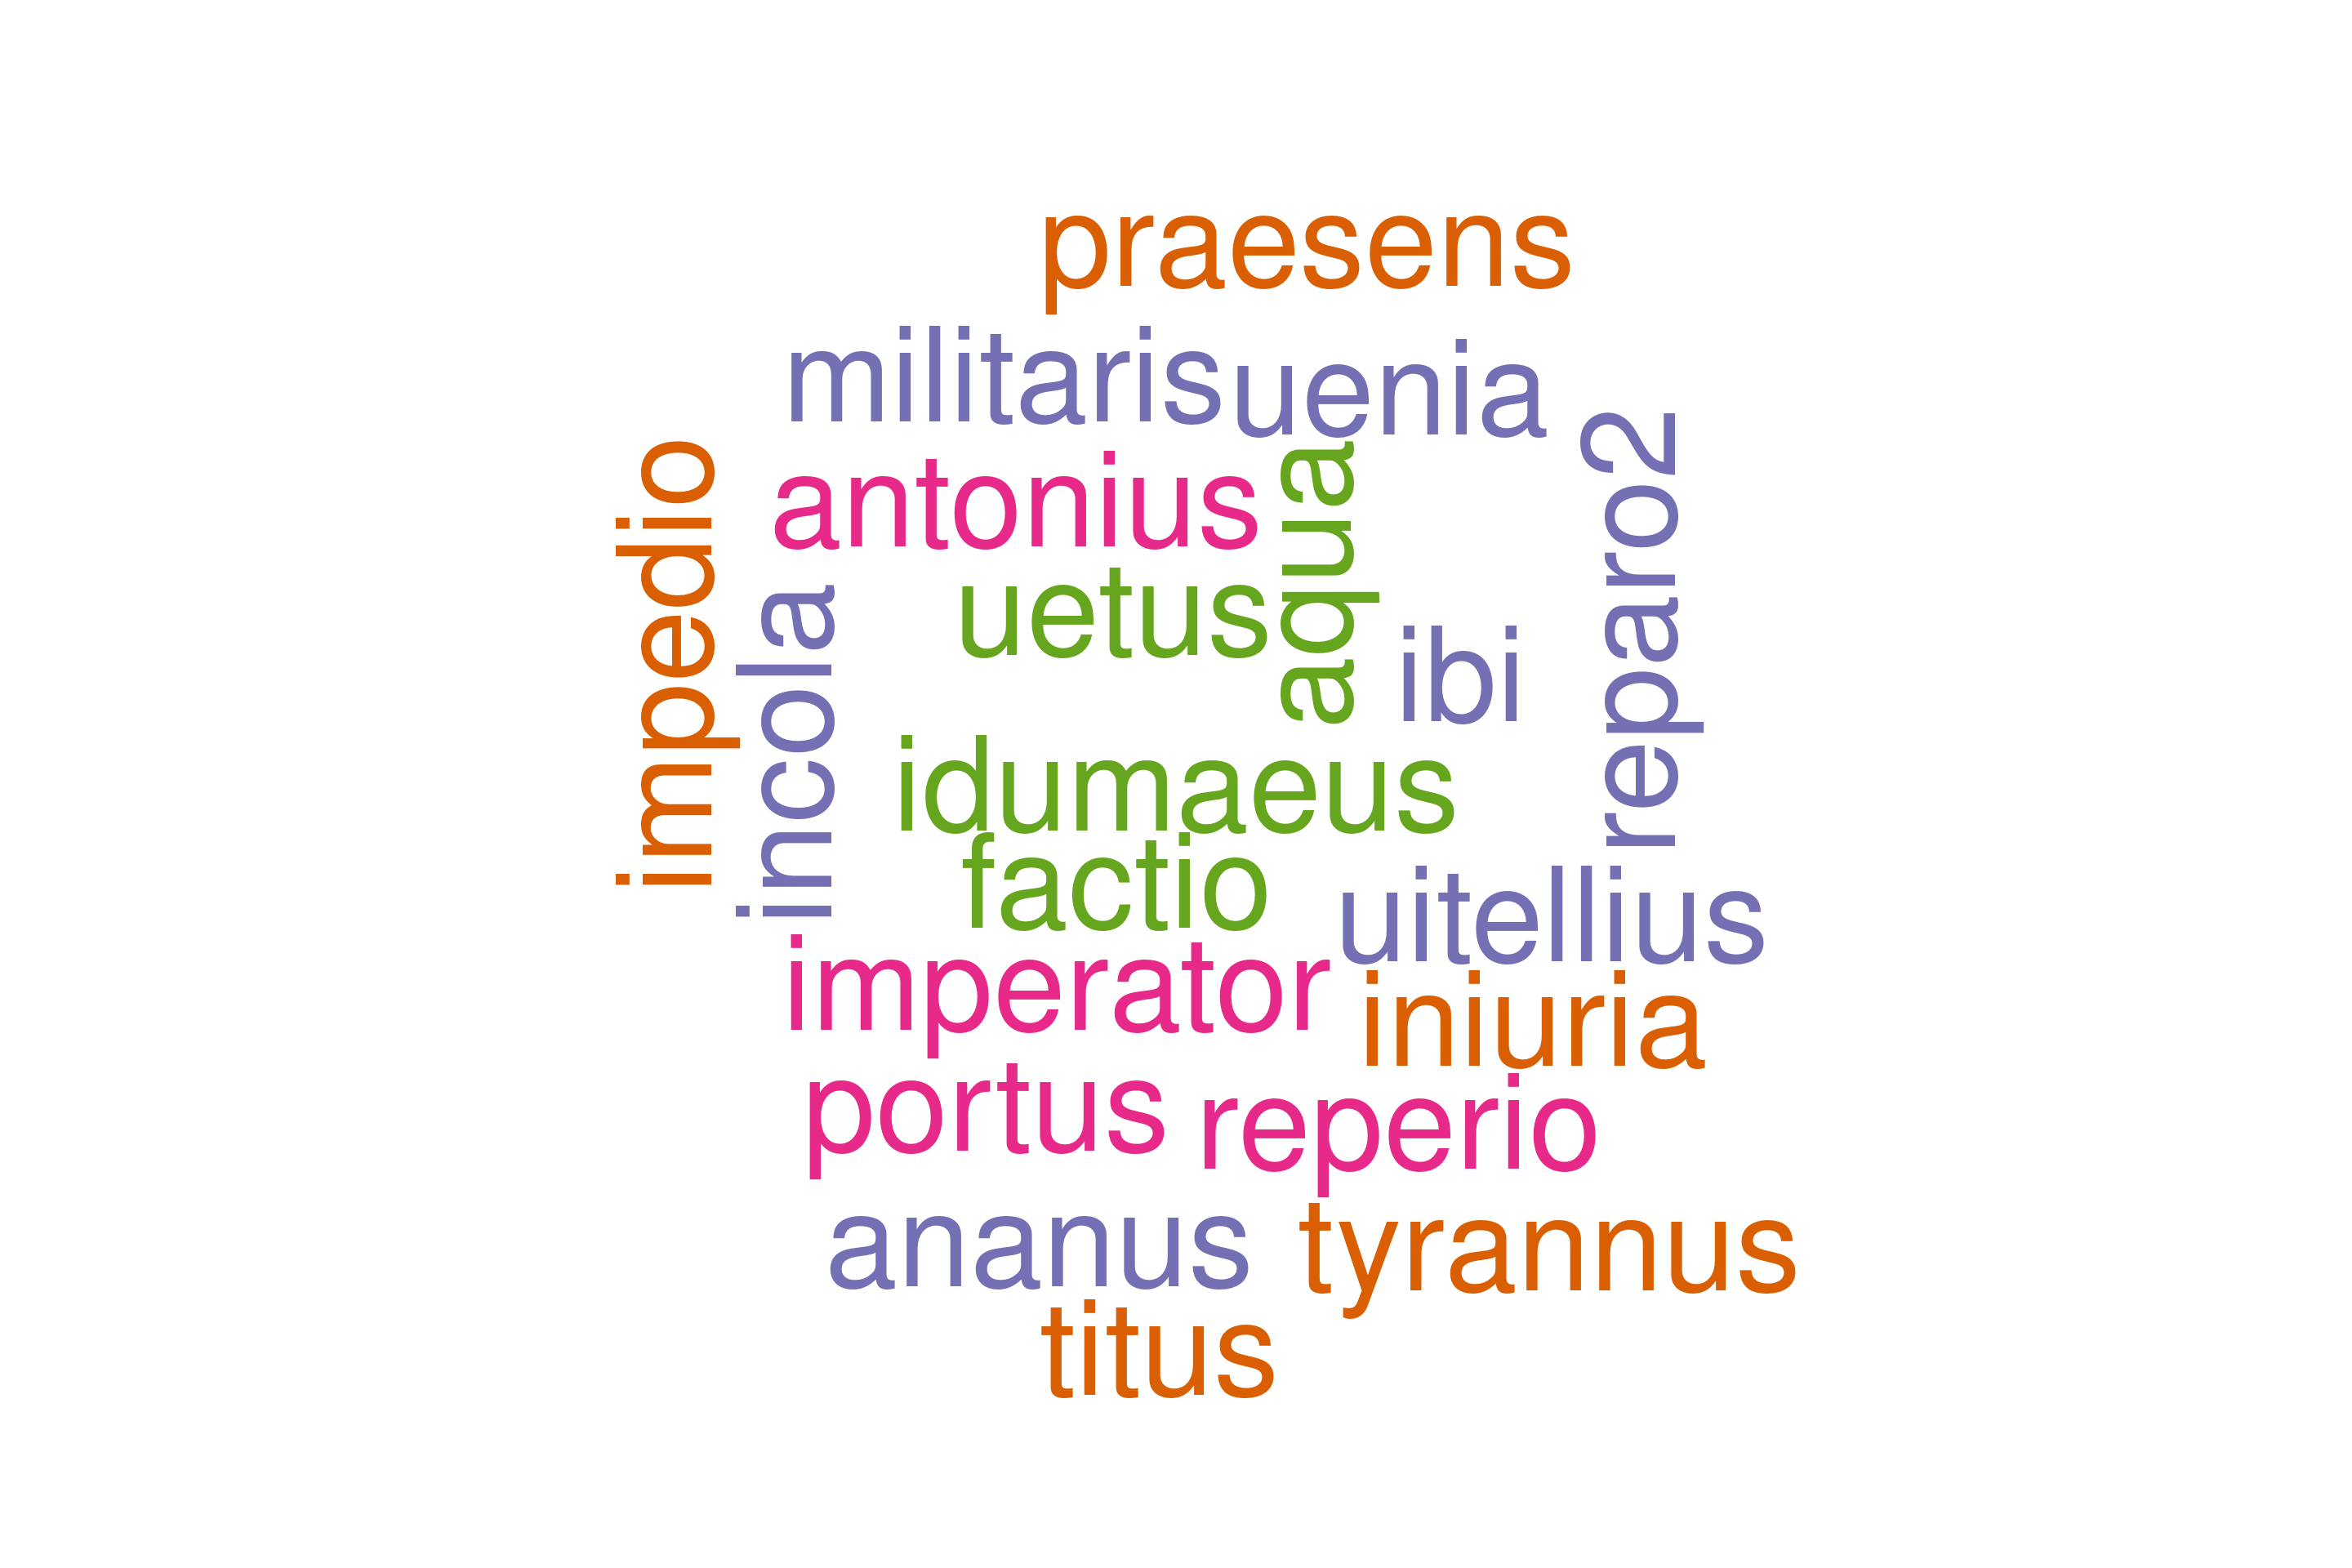 praesens
militaris
uenia
impedio
antonius
aqua
reparo2
uetus
incola
ibi
idumaeus
factio
uitellius
imperator
iniuria
portus
reperio
ananus
tyrannus
titus